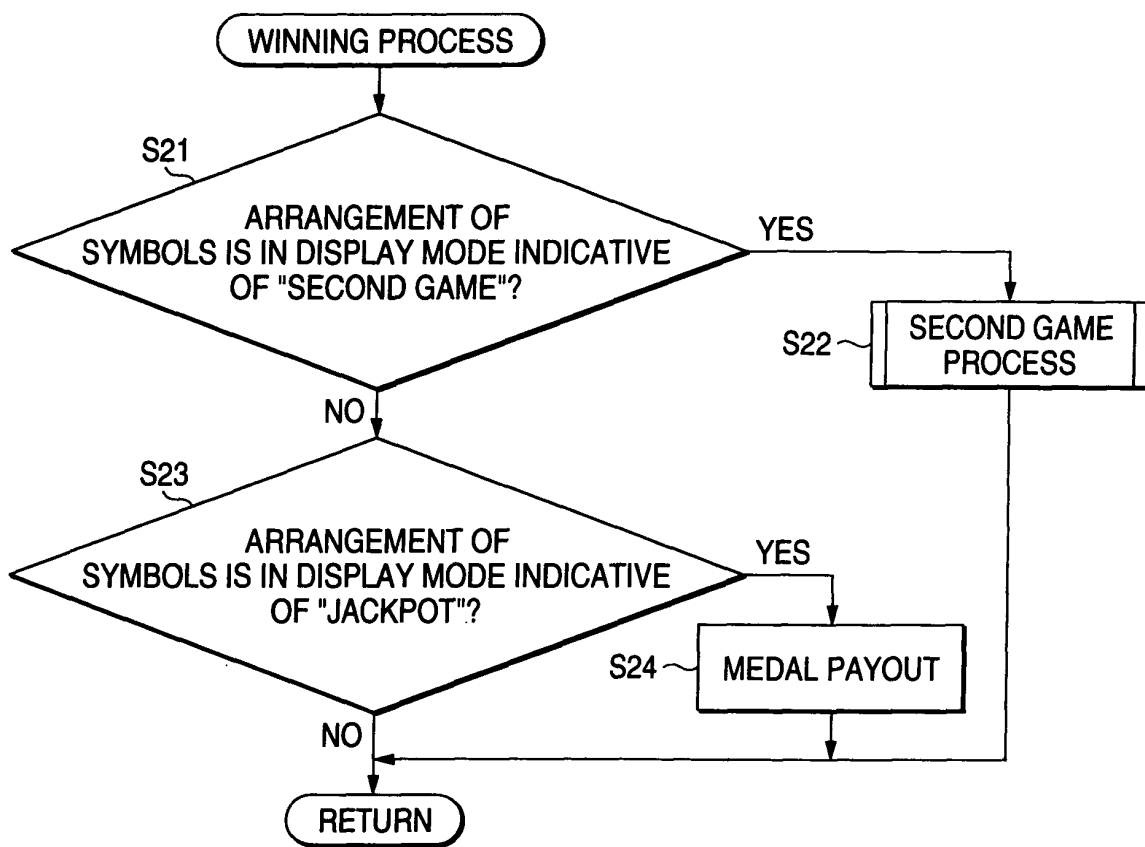 WINNING PROCESS
S21
ARRANGEMENT OF
SYMBOLS IS IN DISPLAY MODE INDICATIVE
OF "SECOND GAME"?
YES
S22
SECOND GAME
PROCESS
NO
S23
ARRANGEMENT OF
SYMBOLS IS IN DISPLAY MODE INDICATIVE
OF "JACKPOT"?
YES
S24
MEDAL PAYOUT
NO
RETURN